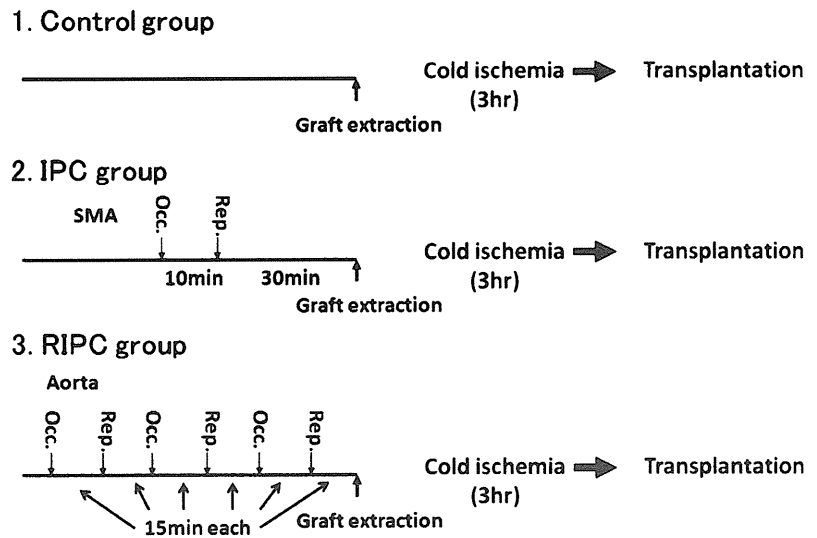 1. Control group
Cold ischemia
(3hr)
Transplantation
Graft extraction
2. IPC group
SMA
Occ.
Rep.
10min
30min
Cold ischemia
(3hr)
Transplantation
Graft extraction
3. RIPC group
Aorta
Occ.
Rep.
Occ.
Rep.
Occ.
Rep.
Cold ischemia
(3hr)
Transplantation
15min each
Graft extraction